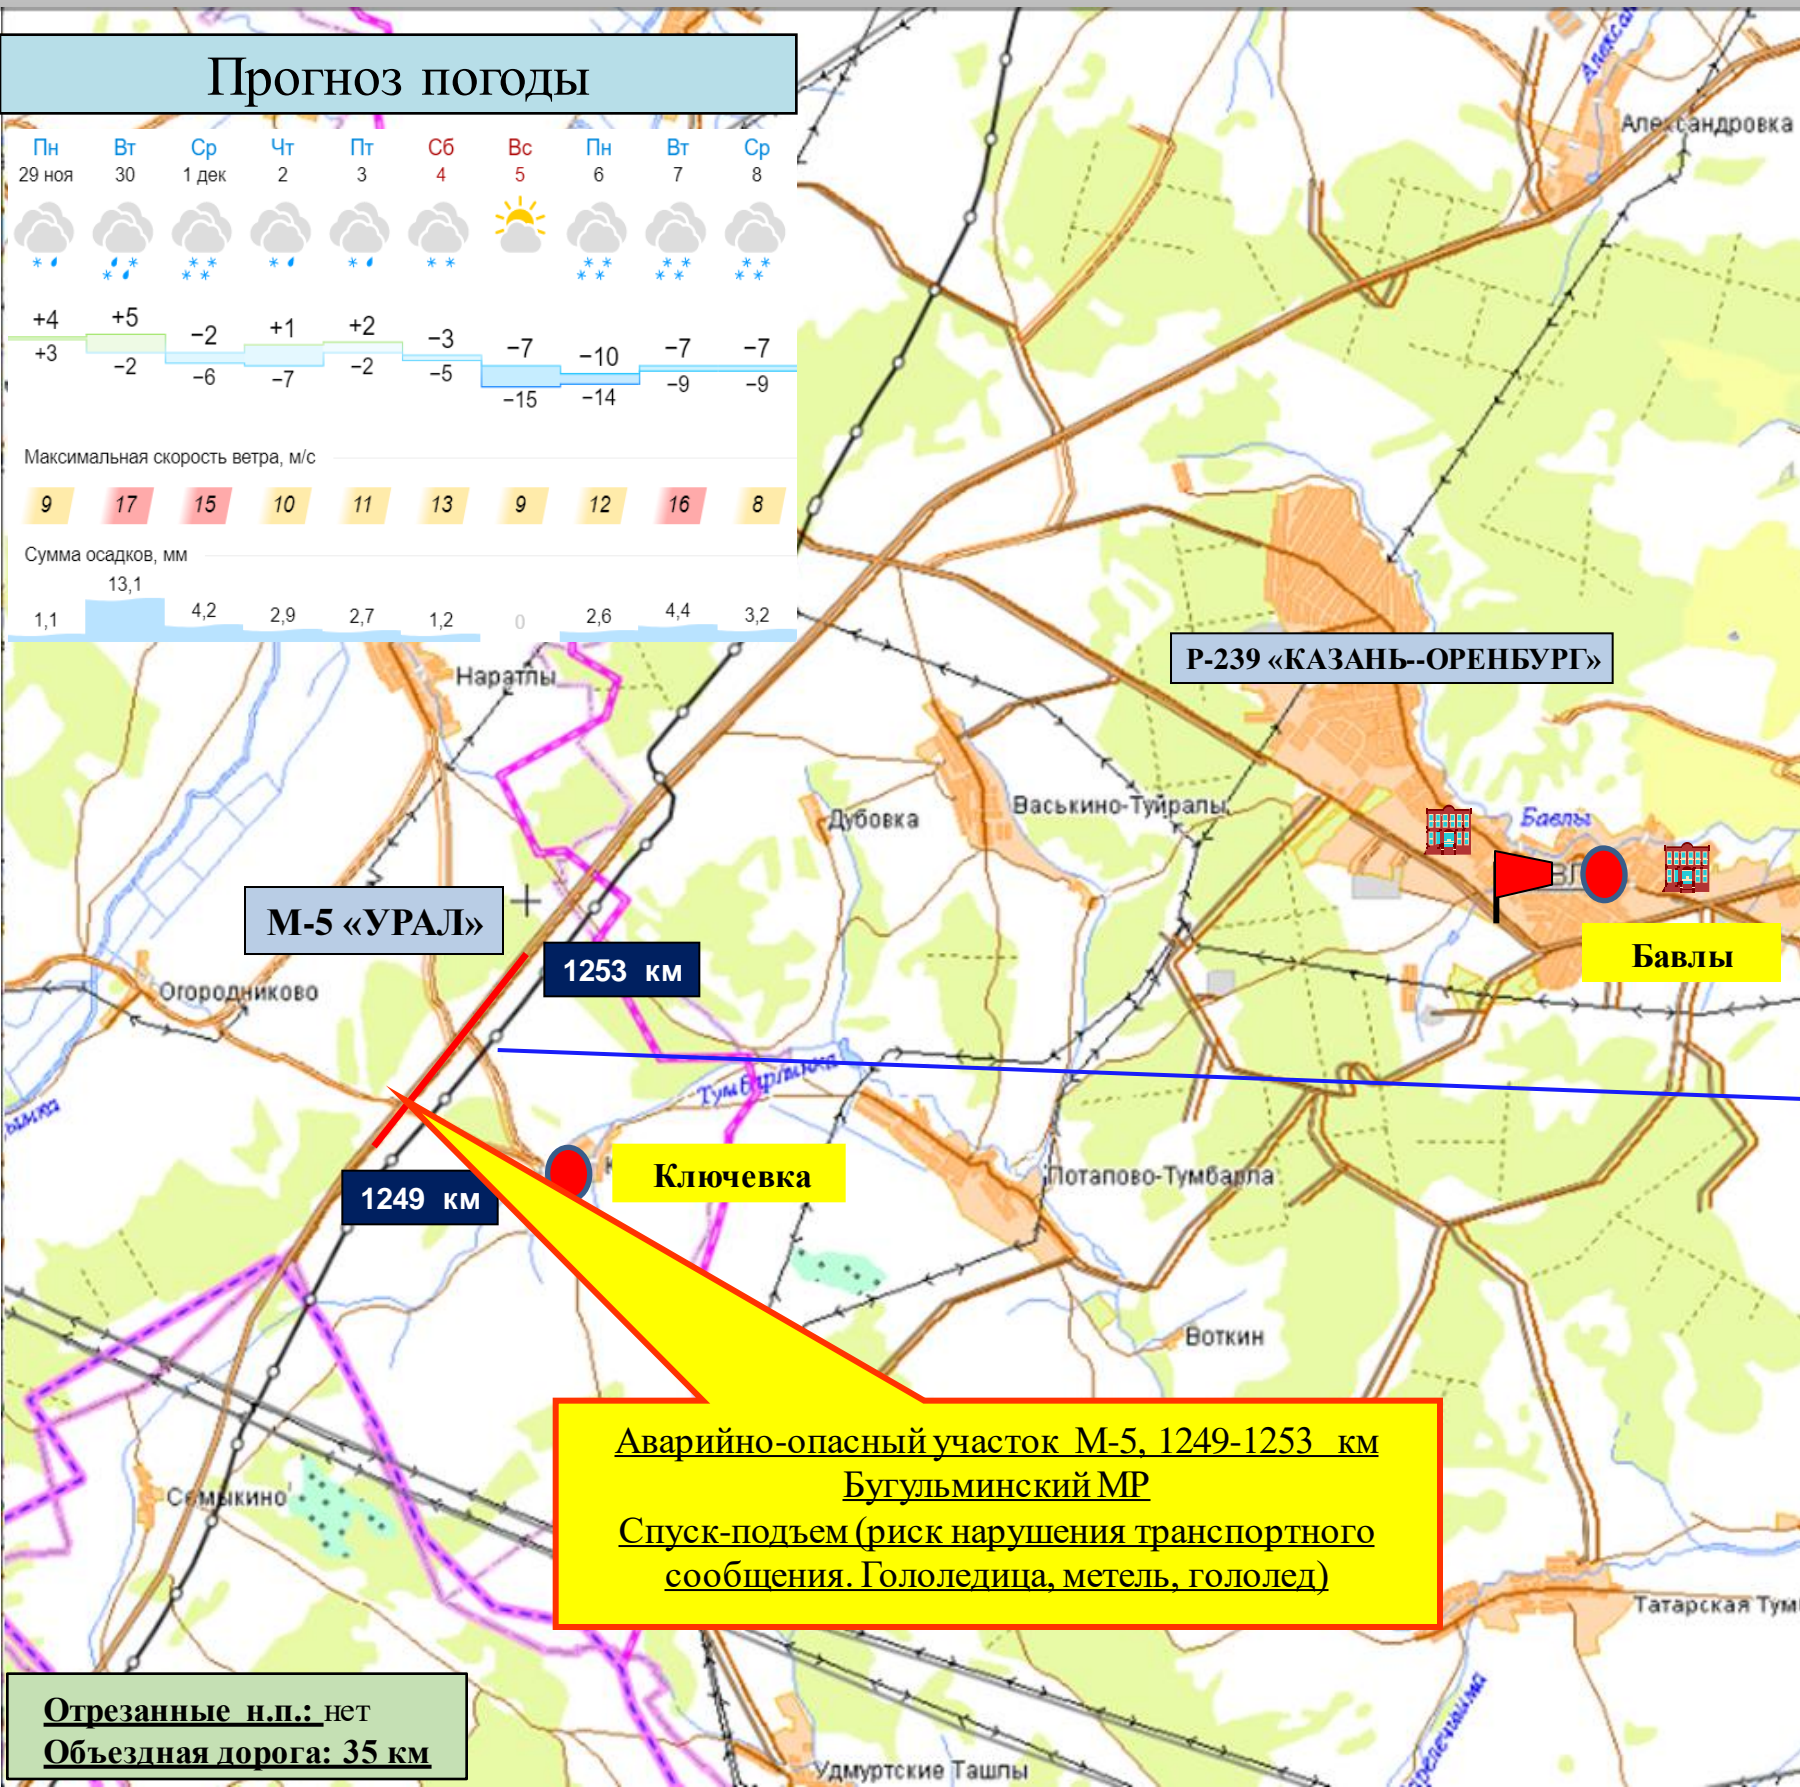 Прогноз погоды
Пн Вт Ср Чт Пт Сб Вс Пн Вт Ср
29 ноя 30 1 дек 2 3 4 5 6 7 8
+4 +5 −2 +1 +2 −3 −7 −10 −7 −7
+3 −2 −6 −7 −2 −5 −15 −14 −9 −9
Максимальная скорость ветра, м/с
9 17 15 10 11 13 9 12 16 8
Сумма осадков, мм
1,1 13,1 4,2 2,9 2,7 1,2 0 2,6 4,4 3,2
Александровка
Наратлы
Р-239 «КАЗАНЬ--ОРЕНБУРГ»
Дубовка
Васькино-Туйралы
Бавлы
М-5 «УРАЛ»
1253 км
Бавлы
Огородниково
Тумбарлинка
Ключевка
Потапово-Тумбарла
1249 км
Воткин
Аварийно-опасный участок М-5, 1249-1253 км
Бугульминский МР
Спуск-подъем (риск нарушения транспортного
сообщения. Гололедица, метель, гололед)
Семыкино
Татарская Тум
Отрезанные н.п.: нет
Объездная дорога: 35 км
Удмуртские Ташлы